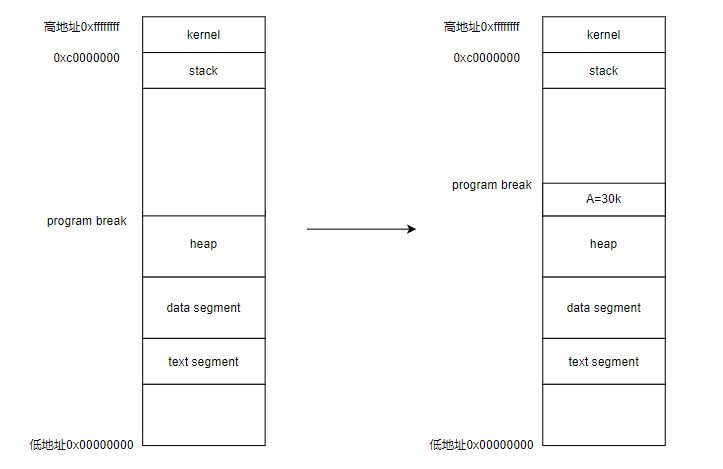 高地址0xffffffff
kernel
0xc0000000
stack
program break
heap
data segment
text segment
低地址0x00000000
高地址0xffffffff
kernel
0xc0000000
stack
program break
A=30k
heap
data segment
text segment
低地址0x00000000